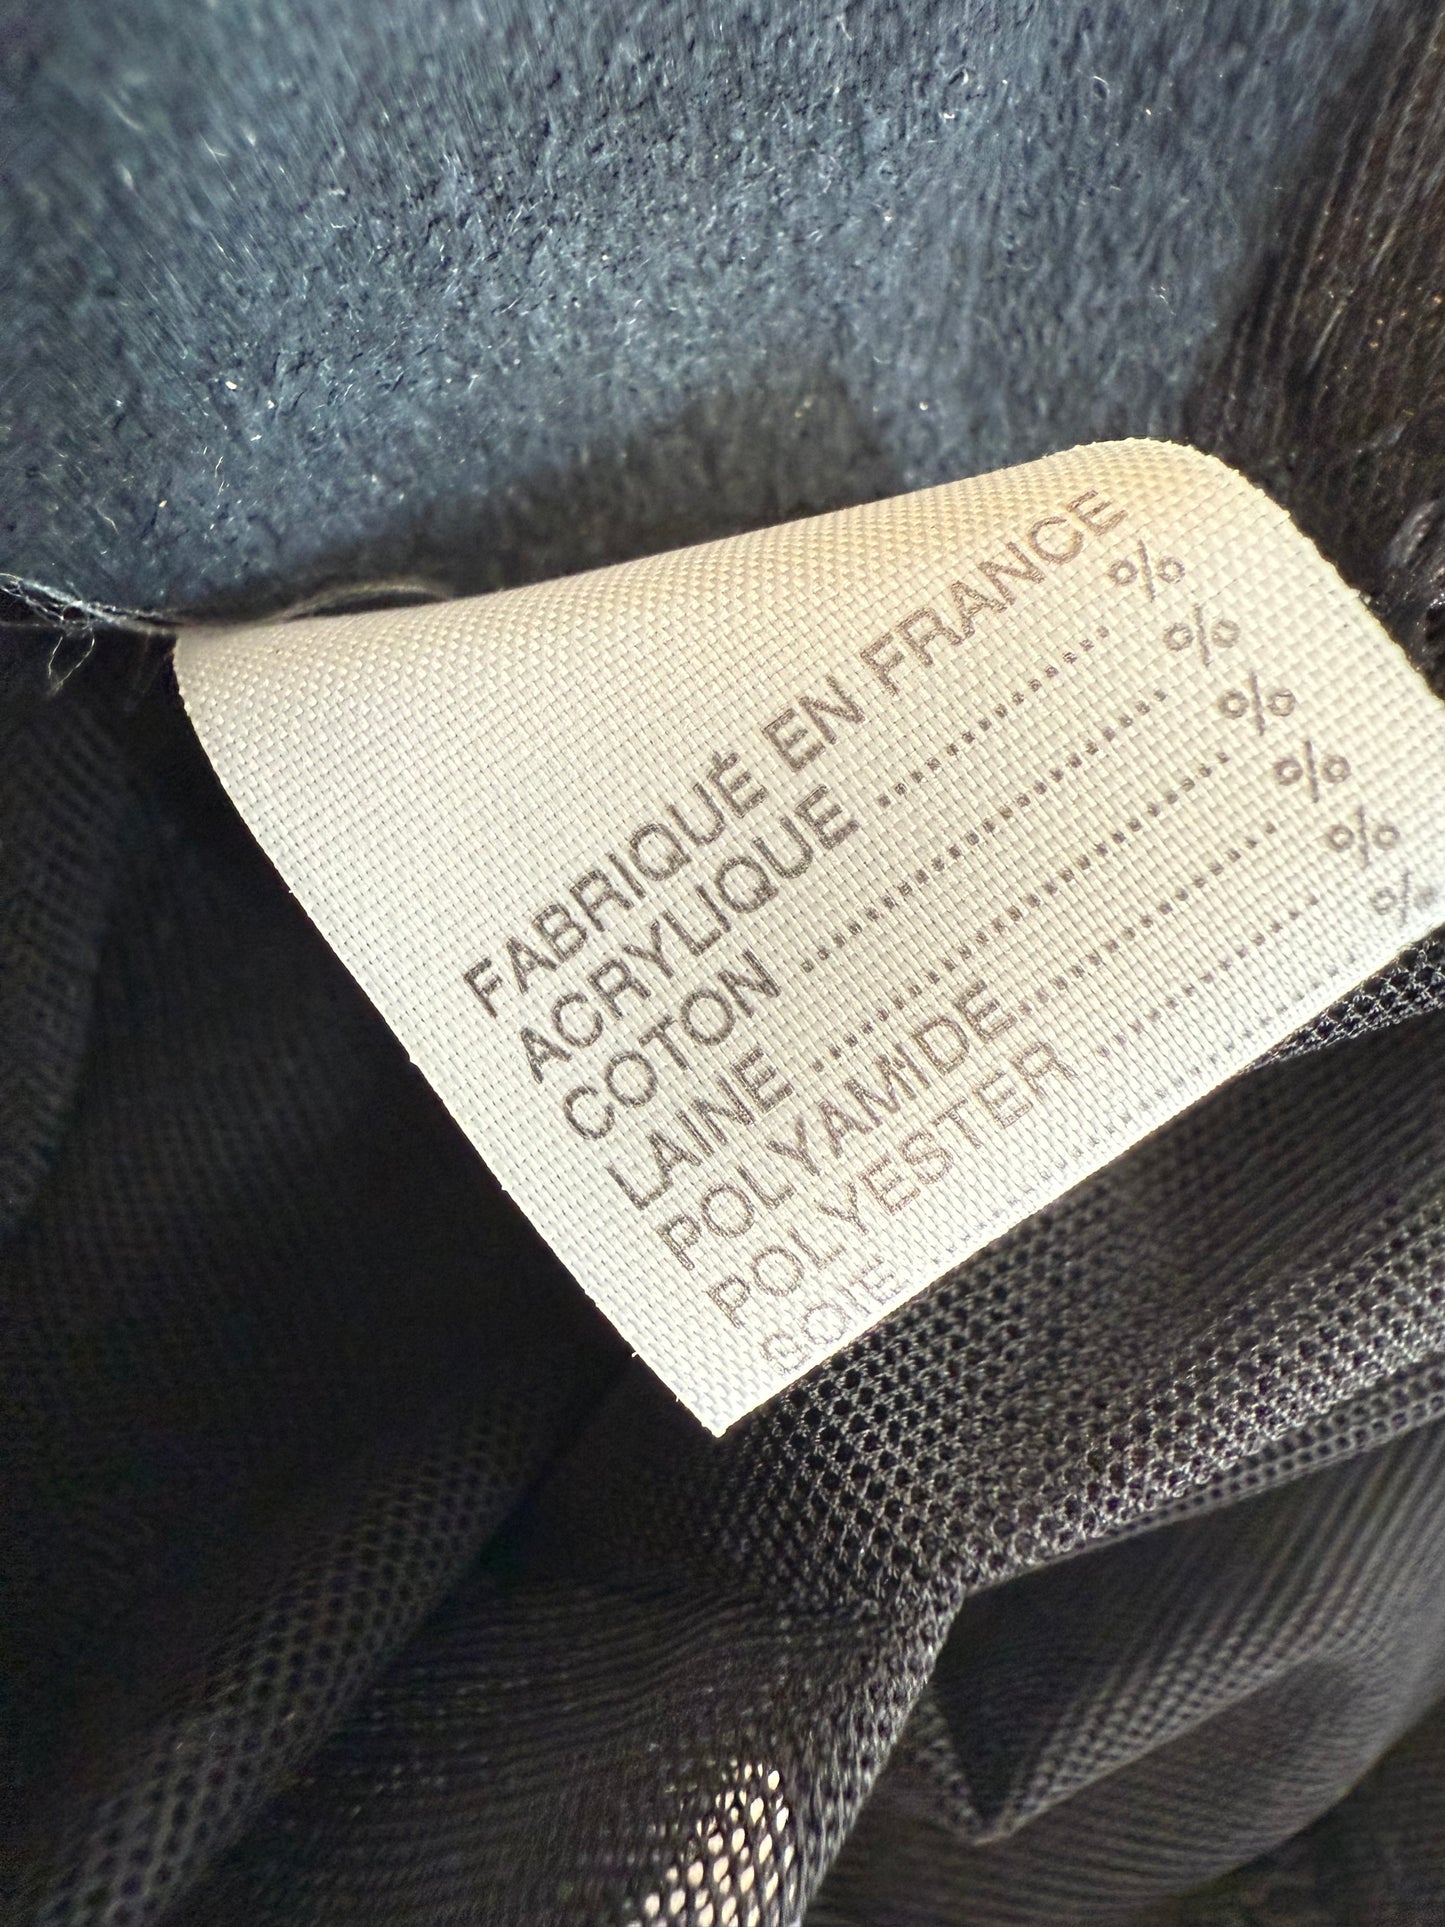 FABRIQUÉ EN FRANCE
ACRYLIQUE .................... %
COTON .............................. %
LAINE ................................ %
POLYAMIDE...................... %
POLYESTER .................... %
SOIE .................................. %